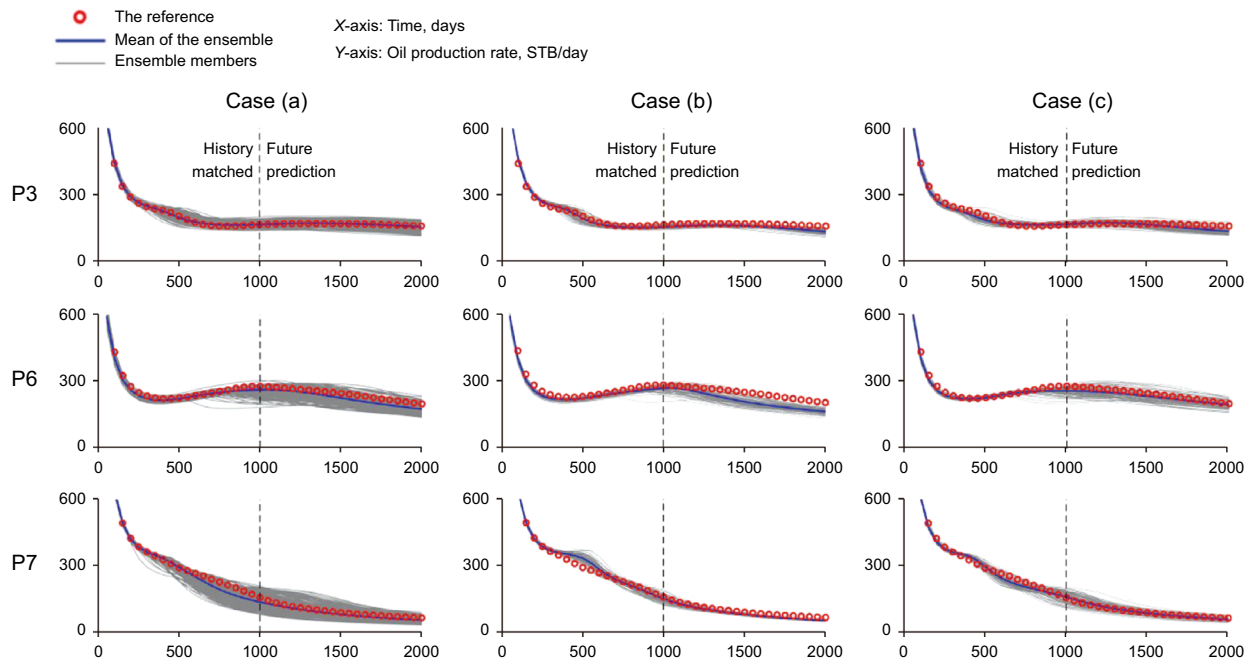 The reference
Mean of the ensemble
Ensemble members
X-axis: Time, days
Y-axis: Oil production rate, STB/day
Case (a)
Case (b)
Case (c)
P3
600
300
0
History matched
Future prediction
0 500 1000 1500 2000
600
300
0
History matched
Future prediction
0 500 1000 1500 2000
600
300
0
History matched
Future prediction
0 500 1000 1500 2000
P6
600
300
0
0 500 1000 1500 2000
600
300
0
0 500 1000 1500 2000
600
300
0
0 500 1000 1500 2000
P7
600
300
0
0 500 1000 1500 2000
600
300
0
0 500 1000 1500 2000
600
300
0
0 500 1000 1500 2000